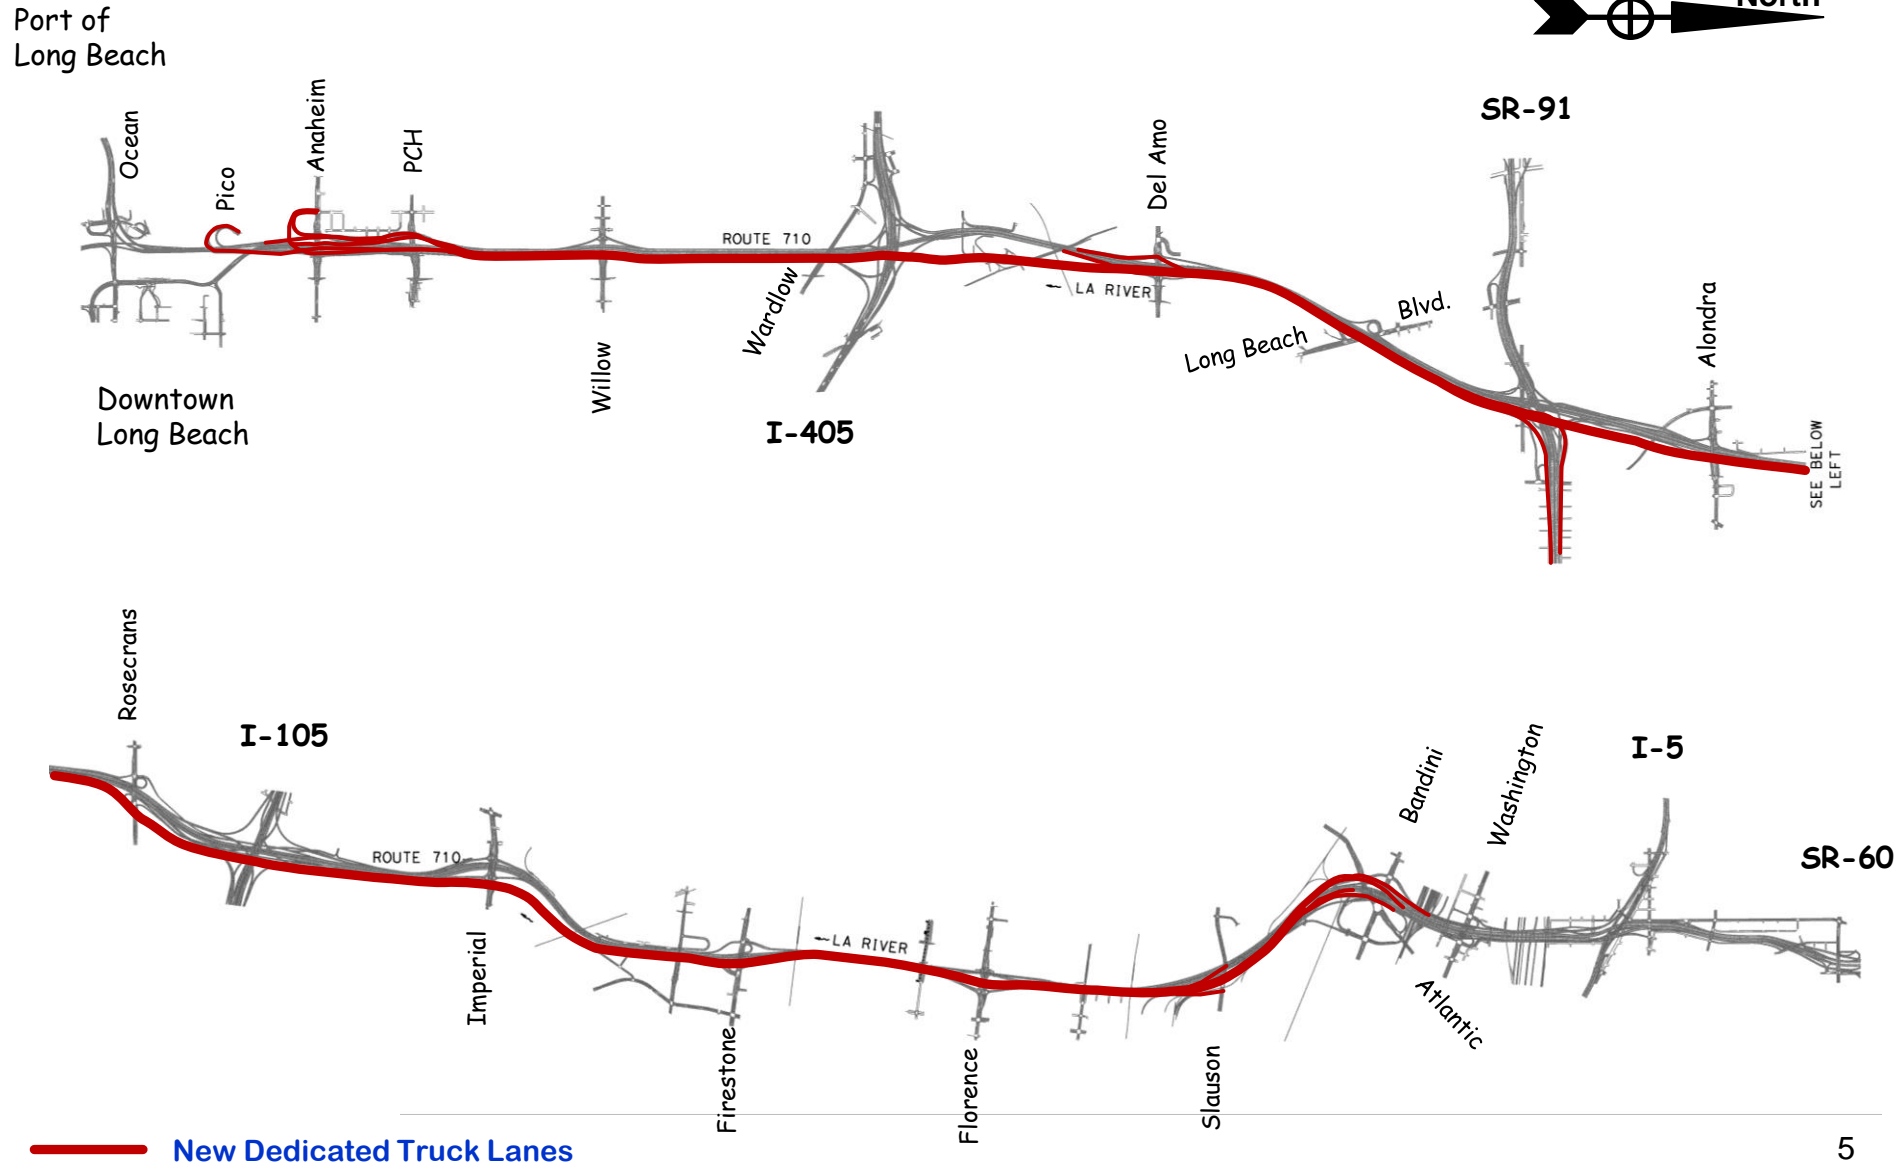 Port of
Long Beach
North
SR-91
Ocean
Pico
Anaheim
PCH
Del Amo
ROUTE 710
Wardlow
LA RIVER
Long Beach
Blvd.
Alondra
Willow
Downtown
Long Beach
I-405
SEE BELOW
LEFT
Rosecrans
I-105
ROUTE 710
Imperial
LA RIVER
Firestone
Florence
Slauson
Bandini
Washington
Atlantic
I-5
SR-60
New Dedicated Truck Lanes
5